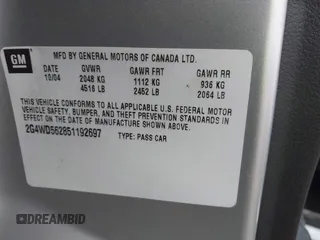 GM
MFD BY GENERAL MOTORS OF CANADA LTD.
DATE GVWR GAWR FRT GAWR RR
10/04 2048 KG 1112 KG 936 KG
4516 LB 2452 LB 2064 LB
THIS VEHICLE CONFORMS TO ALL APPLICABLE U.S. FEDERAL MOTOR
VEHICLE SAFETY, BUMPER, AND THEFT PREVENTION STANDARDS IN
EFFECT ON THE DATE OF MANUFACTURE SHOWN ABOVE.
2G4WD562851192697 TYPE: PASS CAR
DREAMBID